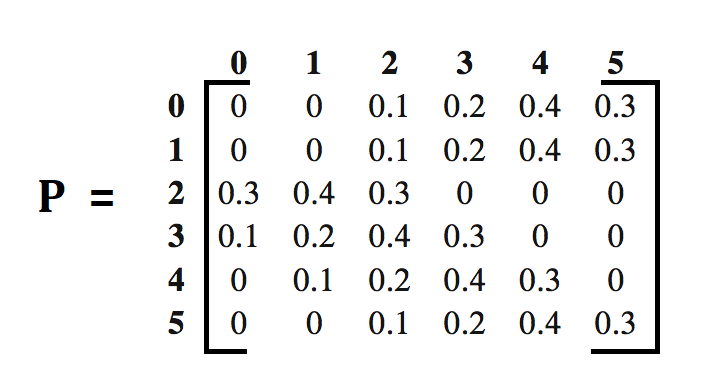 0 1 2 3 4 5
0 0 0 0.1 0.2 0.4 0.3
1 0 0 0.1 0.2 0.4 0.3
P = 2 0.3 0.4 0.3 0 0 0
3 0.1 0.2 0.4 0.3 0 0
4 0 0.1 0.2 0.4 0.3 0
5 0 0 0.1 0.2 0.4 0.3